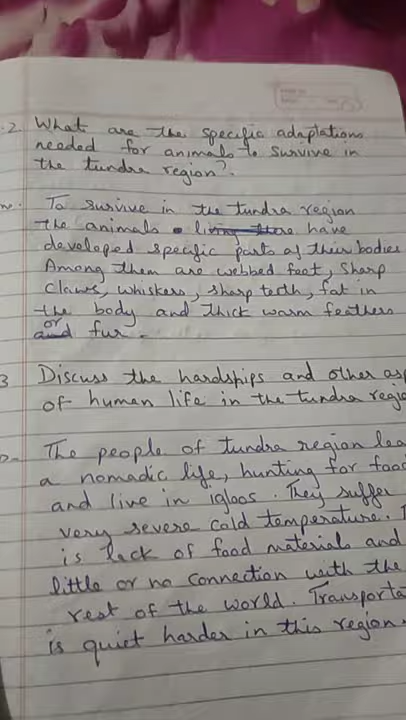 .2 What are the specific adaptations
needed for animals to survive in
the tundra region?.
To survive in the tundra region
the animals living there have
developed specific parts of their bodies
Among them are webbed feet, sharp
claws, whiskers, sharp teeth, fat in
the body and thick warm feathers
or
and fur.
3 Discuss the hardships and other asp
of human life in the tundra regio
The people of tundra region lea
a nomadic life, hunting for food
and live in igloos. They suffer
very severe cold temperature. T
is lack of food materials and
little or no connection with the
rest of the world. Transporta
is quiet harder in this region.